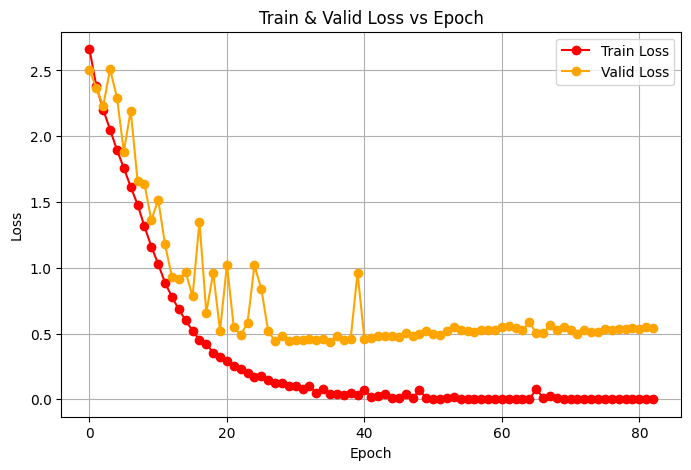 Train & Valid Loss vs Epoch
Train Loss
Valid Loss
Loss
2.5
2.0
1.5
1.0
0.5
0.0
0 20 40 60 80
Epoch